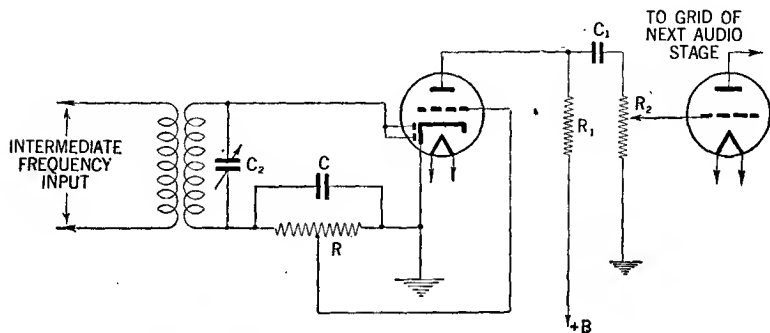 INTERMEDIATE
FREQUENCY
INPUT
C₂
C
R
C₁
R₁
R₂
+B
TO GRID OF
NEXT AUDIO
STAGE